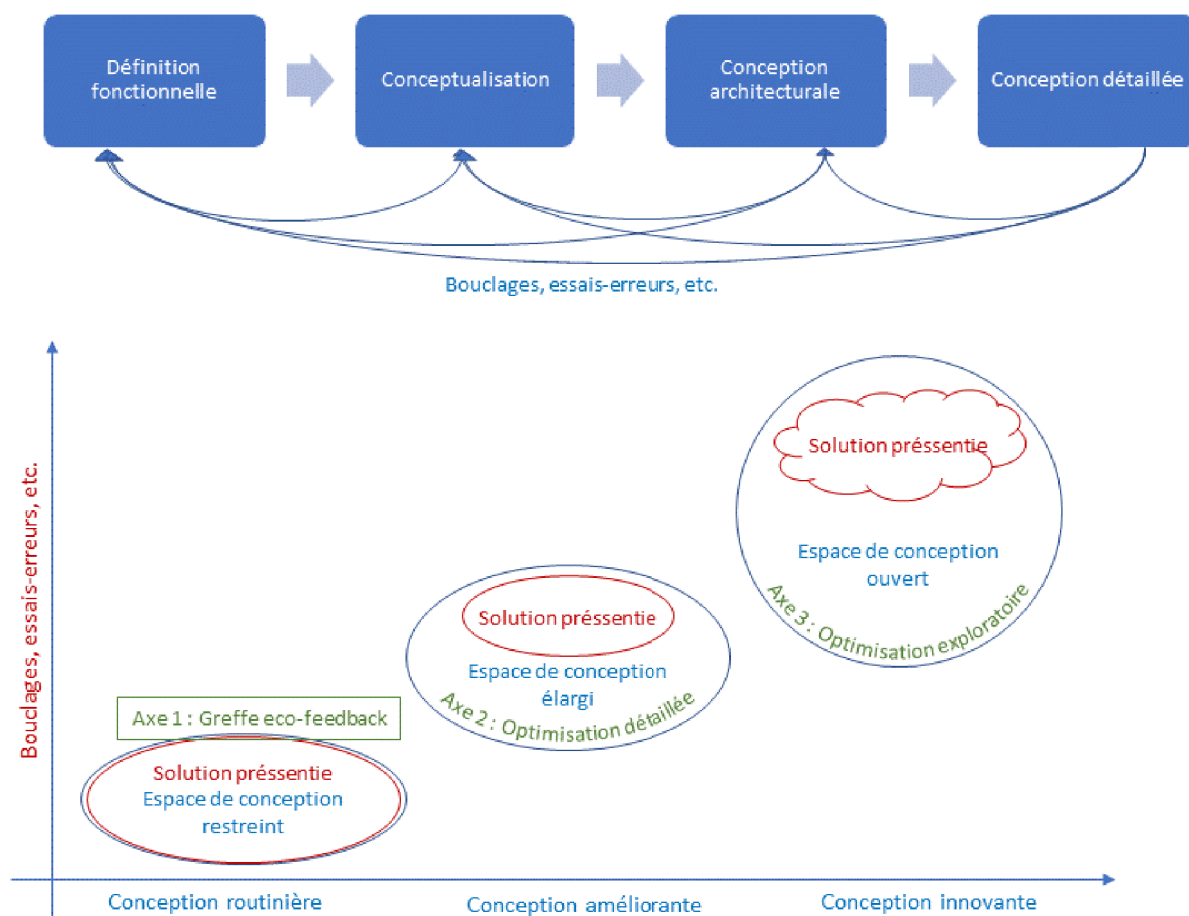 Définition
fonctionnelle
Conceptualisation
Conception
architecturale
Conception détaillée
Bouclages, essais-erreurs, etc.
Bouclages, essais-erreurs, etc.
Solution préssentie
Espace de conception
ouvert
Axe 3 : Optimisation exploratoire
Solution préssentie
Espace de conception
élargi
Axe 2 : Optimisation détaillée
Axe 1 : Greffe eco-feedback
Solution préssentie
Espace de conception
restreint
Conception routinière
Conception améliorante
Conception innovante